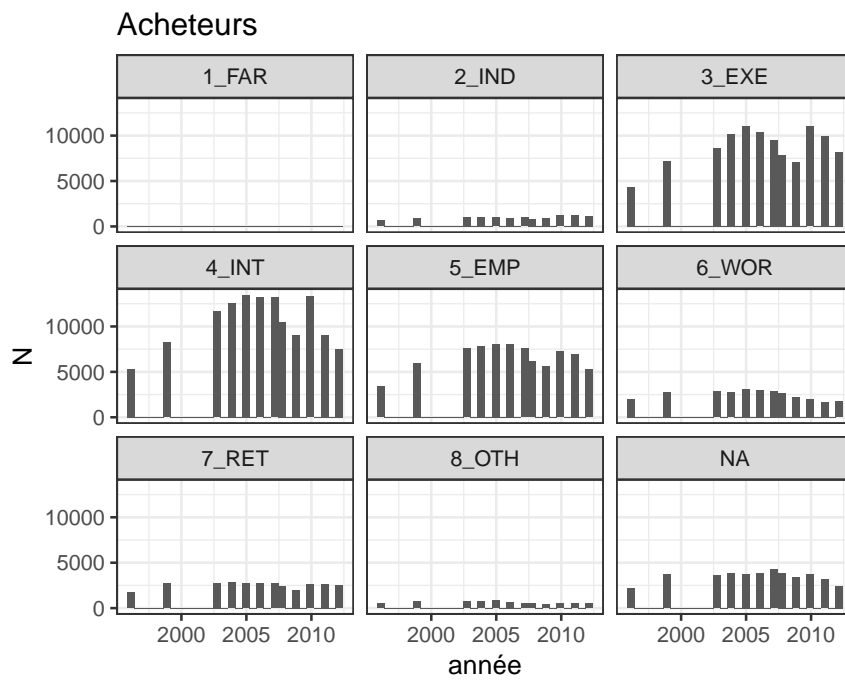 Acheteurs
1_FAR 2_IND 3_EXE
10000
5000
0
4_INT 5_EMP 6_WOR
10000
5000
0
N
7_RET 8_OTH NA
10000
5000
0
2000 2005 2010 2000 2005 2010 2000 2005 2010
année